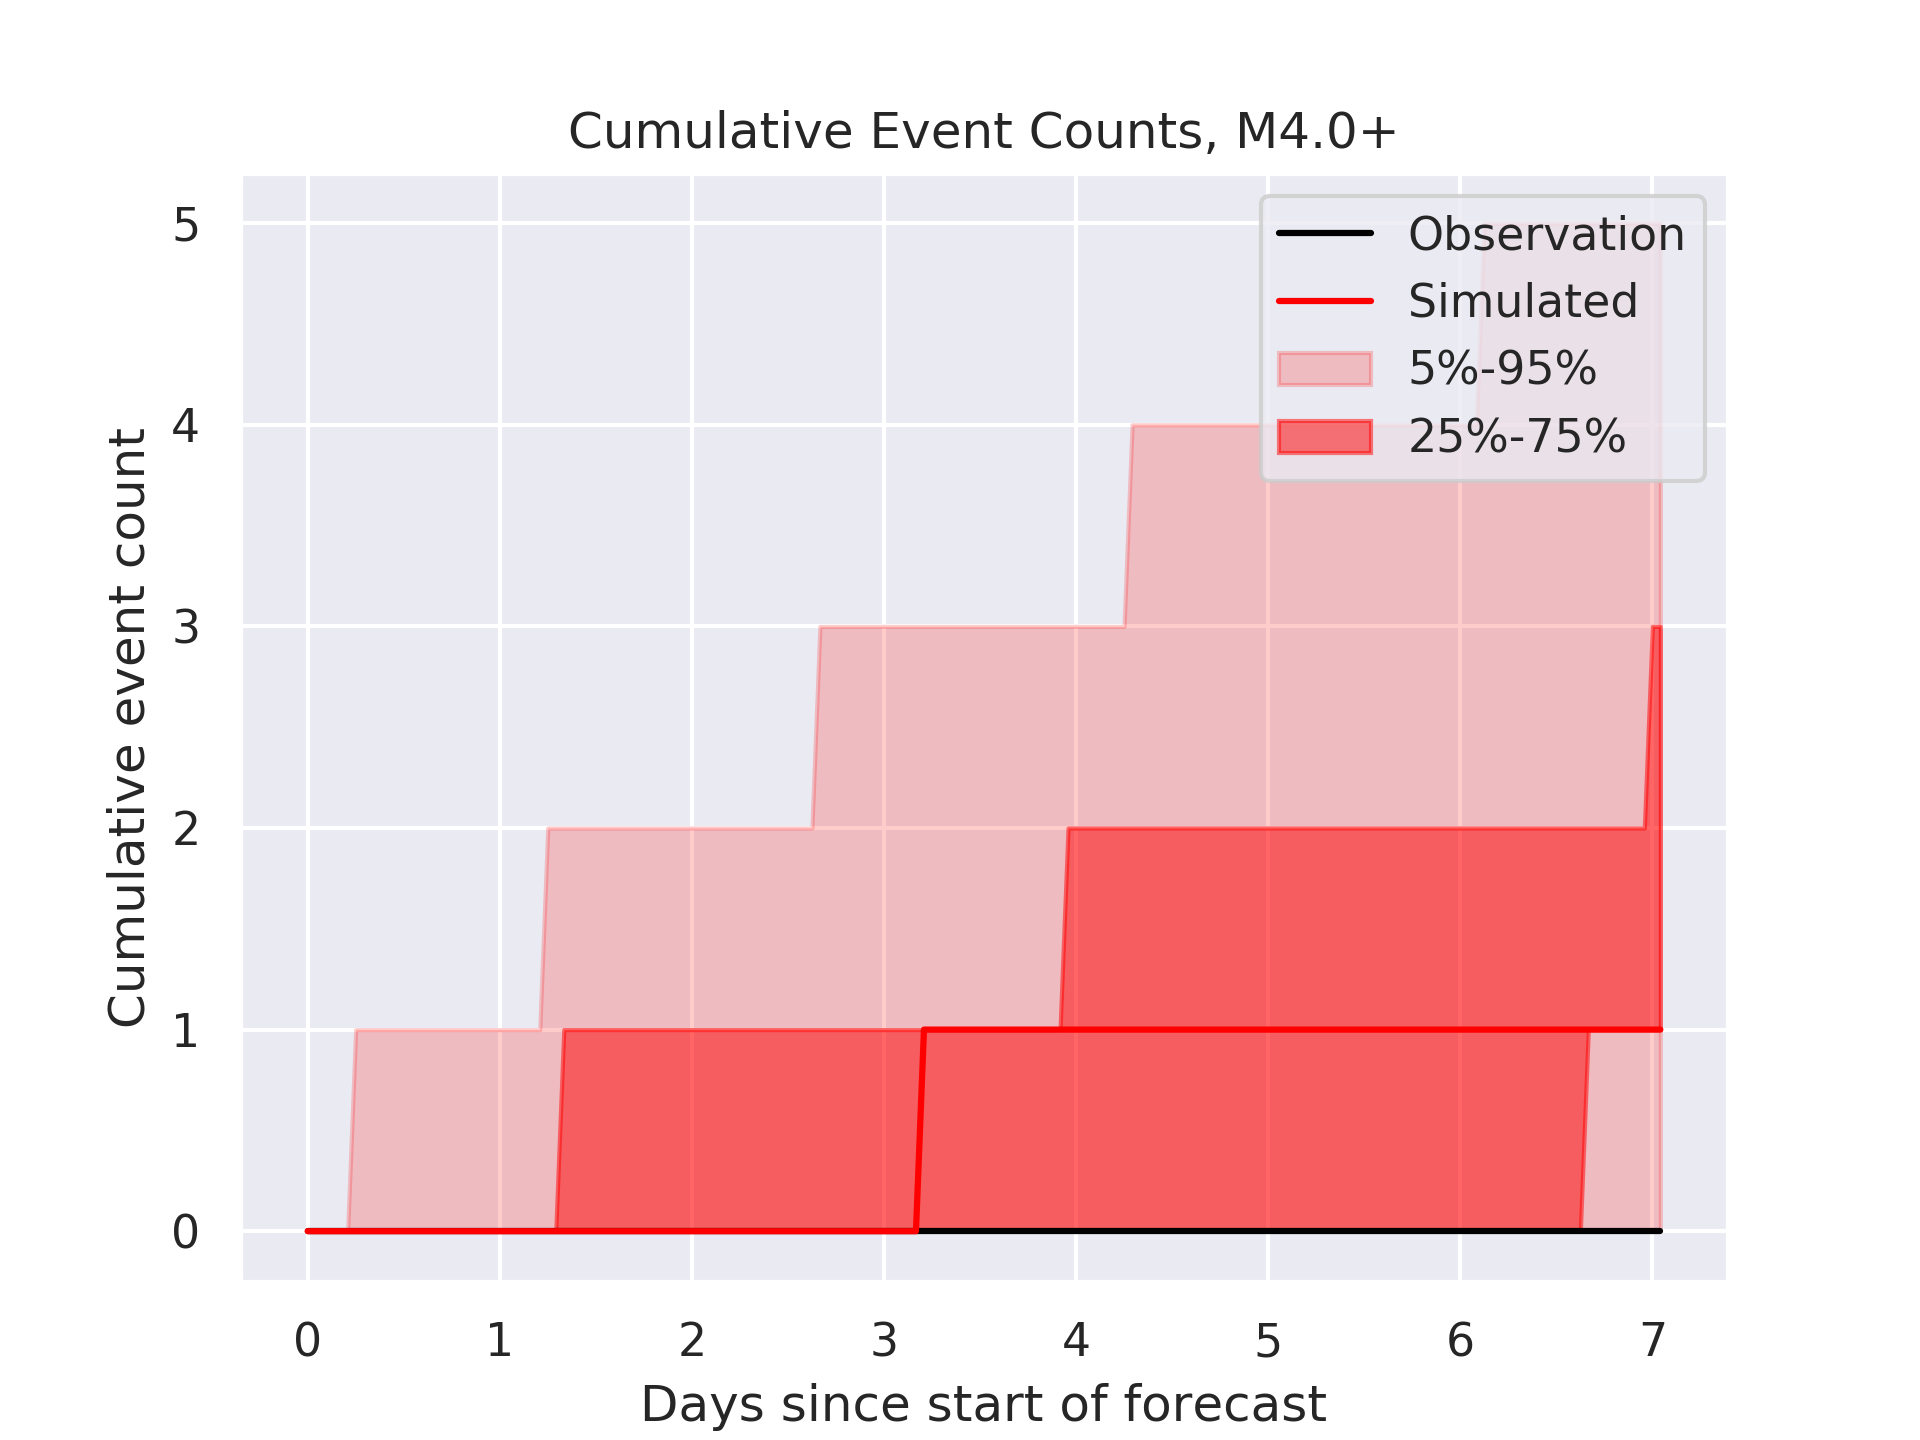 Cumulative Event Counts, M4.0+
Cumulative event count
5
4
3
2
1
0
Observation
Simulated
5%-95%
25%-75%
0 1 2 3 4 5 6 7
Days since start of forecast